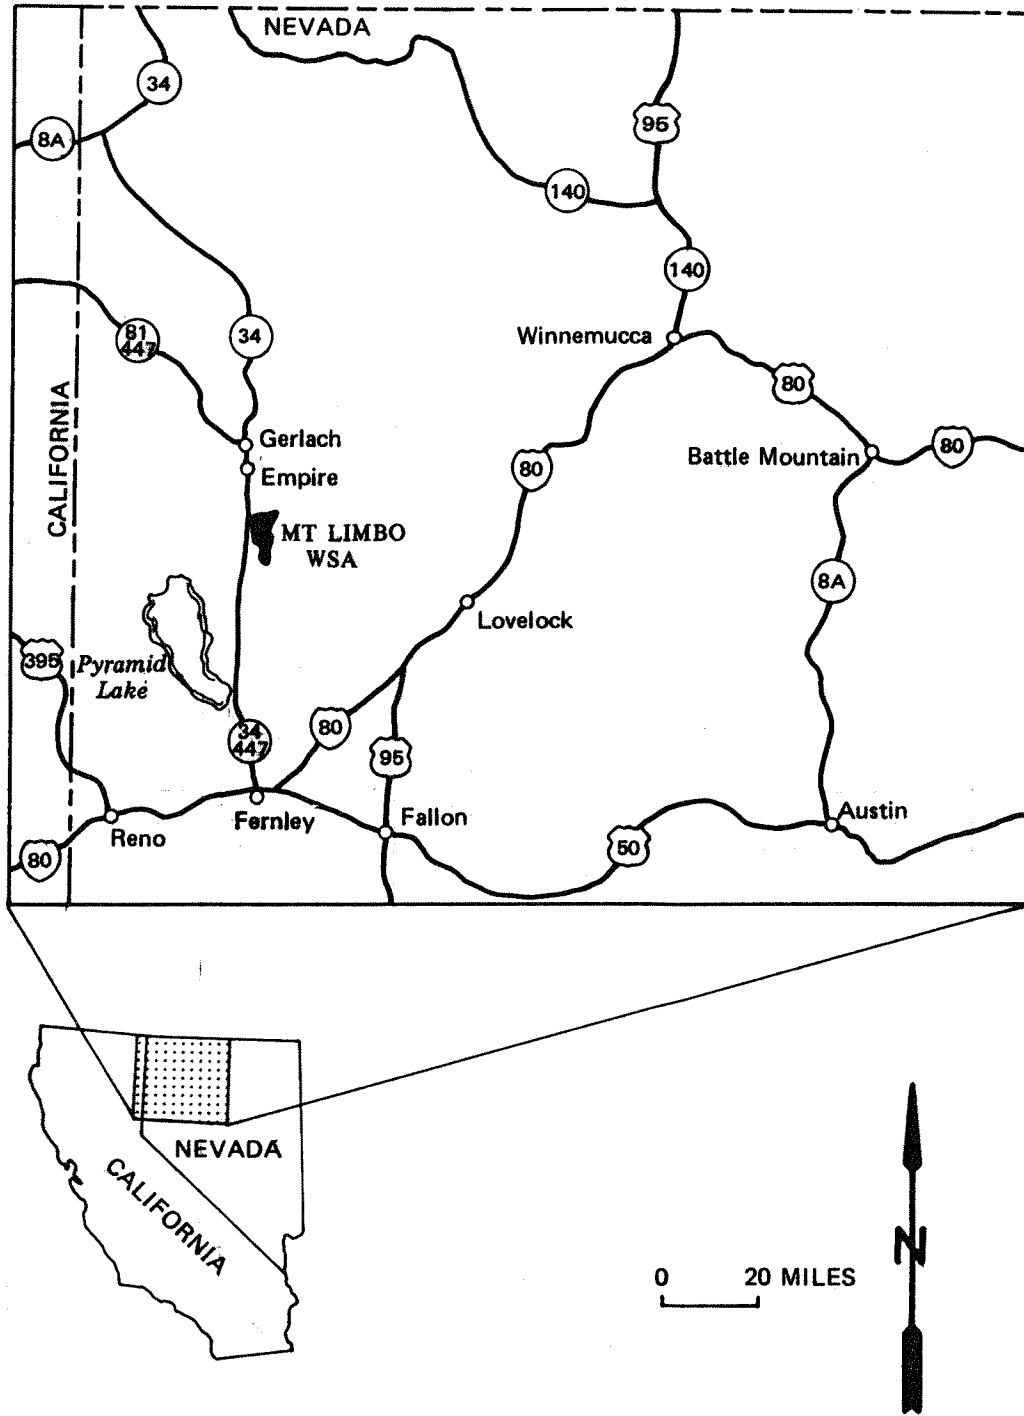 NEVADA
34
8A
95
140
140
81
447
34
Winnemucca
80
CALIFORNIA
Gerlach
Empire
80
Battle Mountain
80
MT LIMBO
WSA
8A
Lovelock
395
Pyramid
Lake
80
34
447
95
Reno
Fernley
Fallon
Austin
80
50
NEVADA
CALIFORNIA
0 20 MILES
N